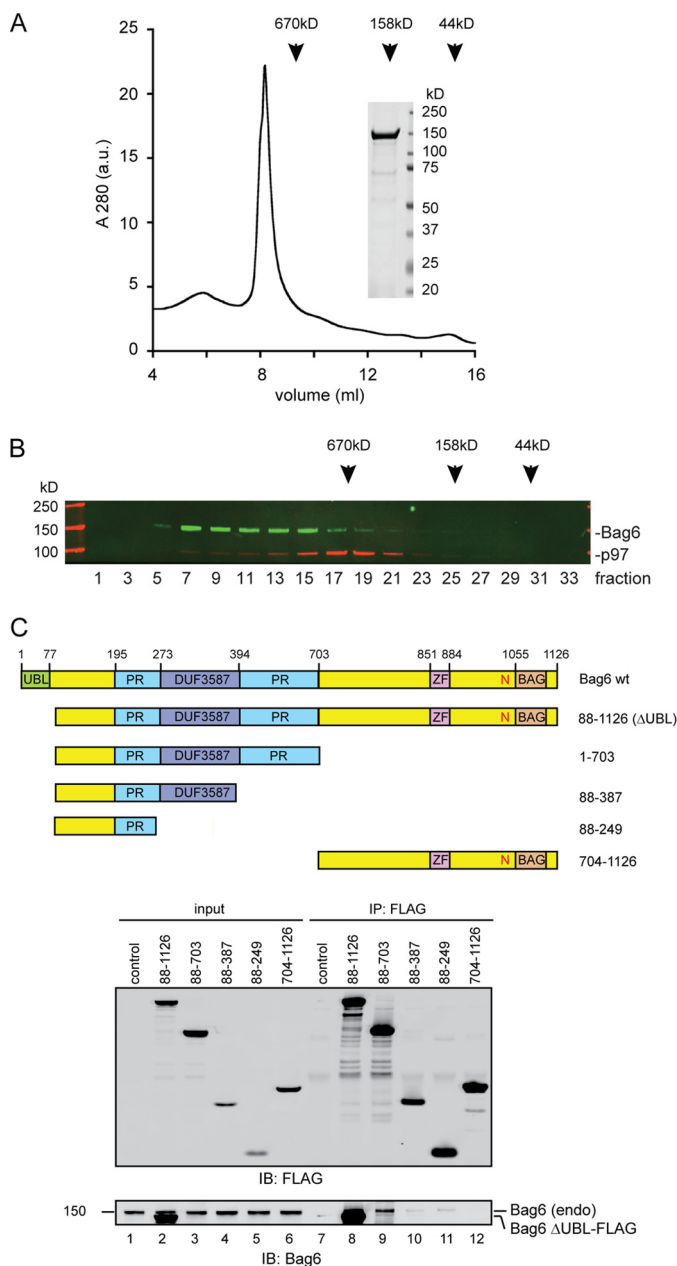 A
670kD 158kD 44kD
25
20
15
10
5
0
A 280 (a.u.)
kD
250
150
100
75
50
37
25
20
4 8 12 16
volume (ml)
B
670kD 158kD 44kD
kD
250
150
100
-Bag6
-p97
1 3 5 7 9 11 13 15 17 19 21 23 25 27 29 31 33 fraction
C
1 77 195 273 394 703 851 884 1055 1126
UBL PR DUF3587 PR ZF N BAG Bag6 wt
PR DUF3587 PR ZF N BAG 88-1126 (ΔUBL)
PR DUF3587 PR 1-703
PR DUF3587 88-387
PR 88-249
ZF N BAG 704-1126
input IP: FLAG
control 88-1126 88-703 88-387 88-249 704-1126 control 88-1126 88-703 88-387 88-249 704-1126
IB: FLAG
150
Bag6 (endo)
Bag6 ΔUBL-FLAG
1 2 3 4 5 6 7 8 9 10 11 12
IB: Bag6